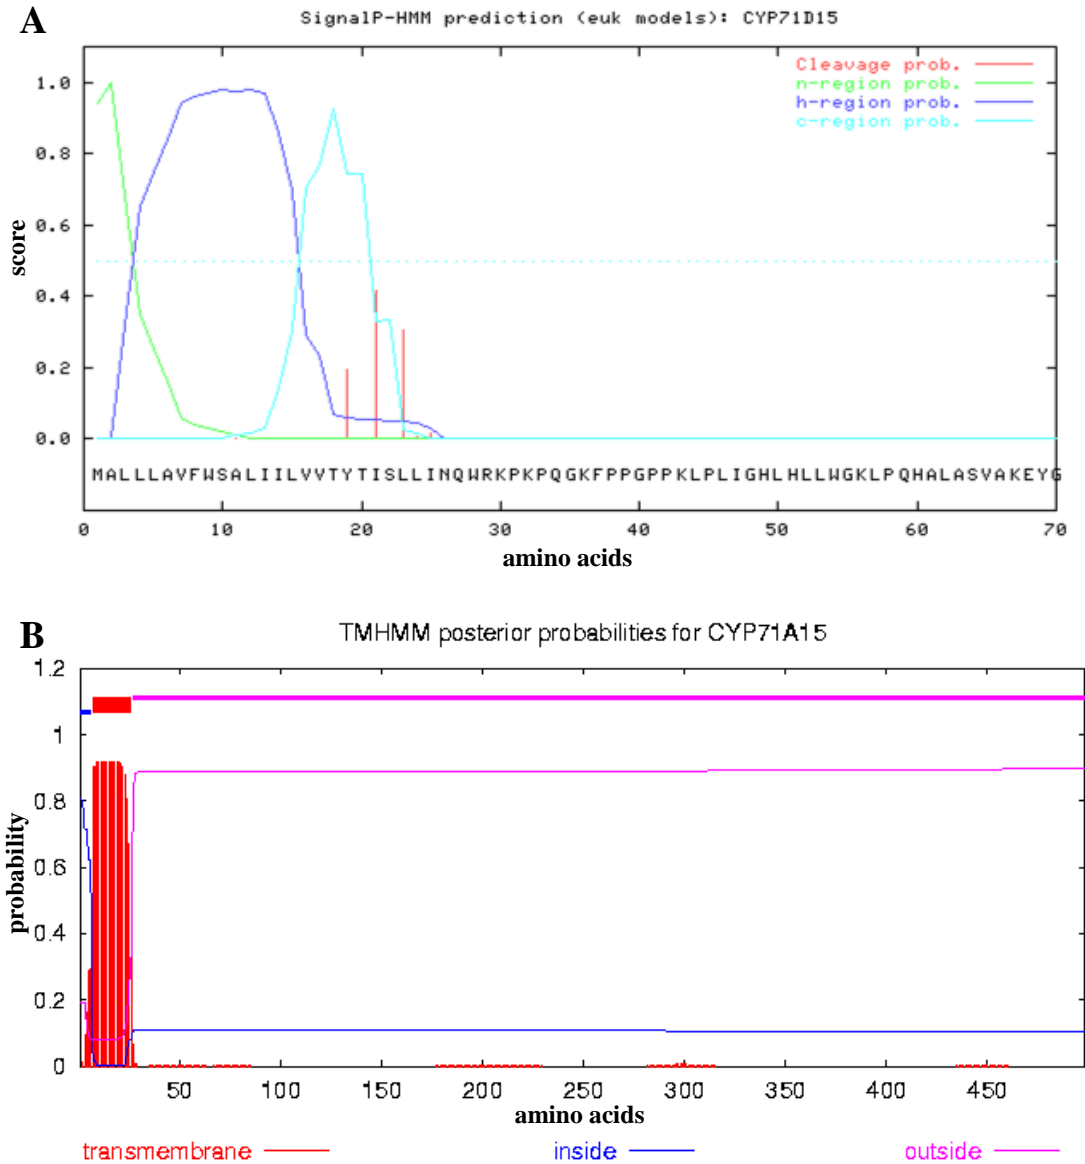 A
SignalP-HMM prediction (euk models): CYP71D15
Cleavage prob.
n-region prob.
h-region prob.
c-region prob.
1.0
0.8
0.6
0.4
0.2
0.0
score
MALLLAVFWSALIILVVTYTISLLINQWRKPKPQGKFPPGPPKLPLIGHLHLLWGKLPQHALASVAKEYG
0 10 20 30 40 50 60 70
amino acids
B
TMHMM posterior probabilities for CYP71A15
1.2
1
0.8
0.6
0.4
0.2
0
probability
50 100 150 200 250 300 350 400 450
amino acids
transmembrane inside outside